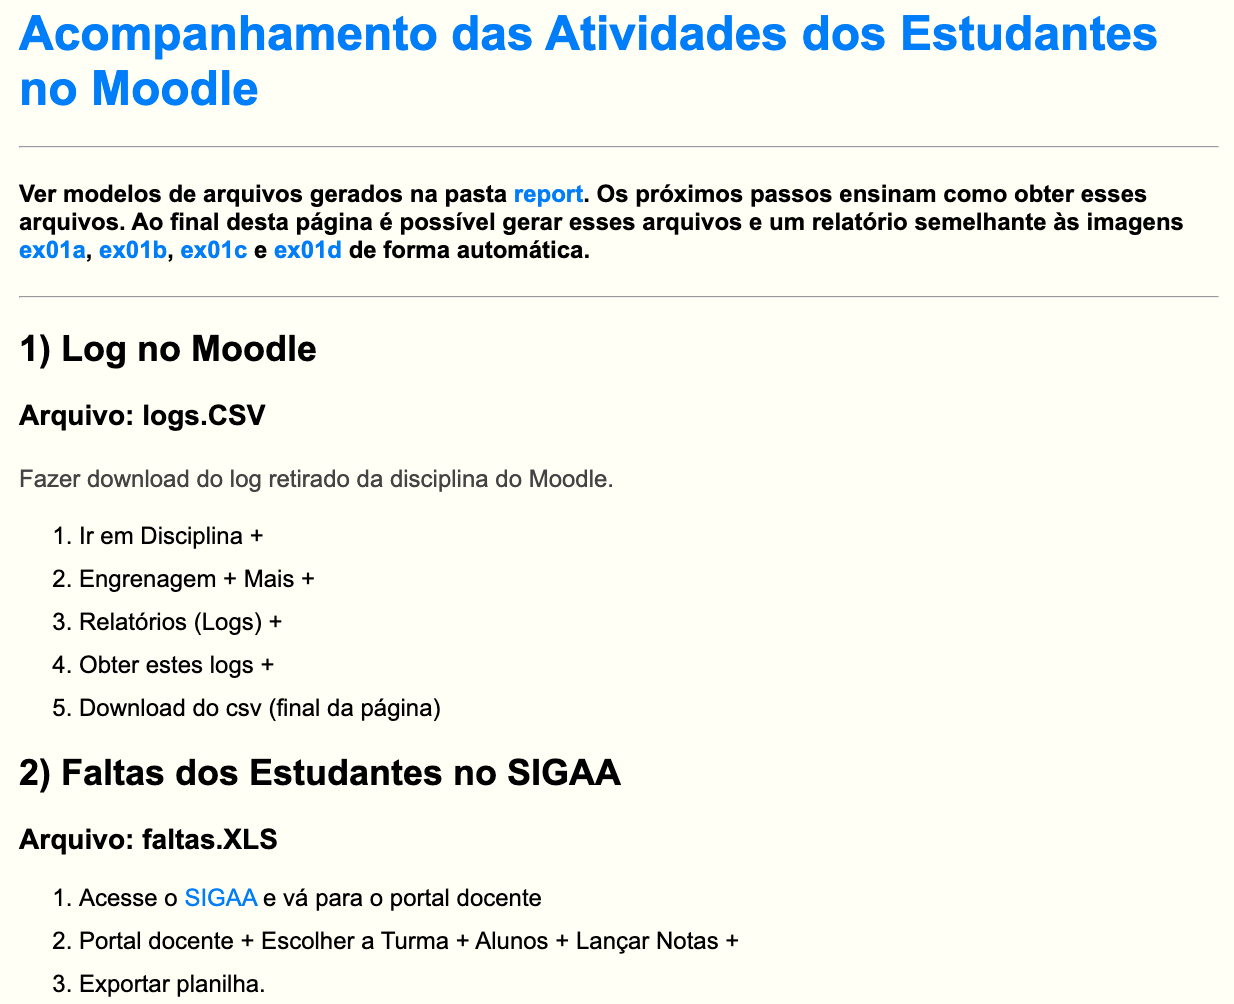 Acompanhamento das Atividades dos Estudantes
no Moodle
Ver modelos de arquivos gerados na pasta report. Os próximos passos ensinam como obter esses
arquivos. Ao final desta página é possível gerar esses arquivos e um relatório semelhante às imagens
ex01a, ex01b, ex01c e ex01d de forma automática.
1) Log no Moodle
Arquivo: logs.CSV
Fazer download do log retirado da disciplina do Moodle.
1. Ir em Disciplina +
2. Engrenagem + Mais +
3. Relatórios (Logs) +
4. Obter estes logs +
5. Download do csv (final da página)
2) Faltas dos Estudantes no SIGAA
Arquivo: faltas.XLS
1. Acesse o SIGAA e vá para o portal docente
2. Portal docente + Escolher a Turma + Alunos + Lançar Notas +
3. Exportar planilha.